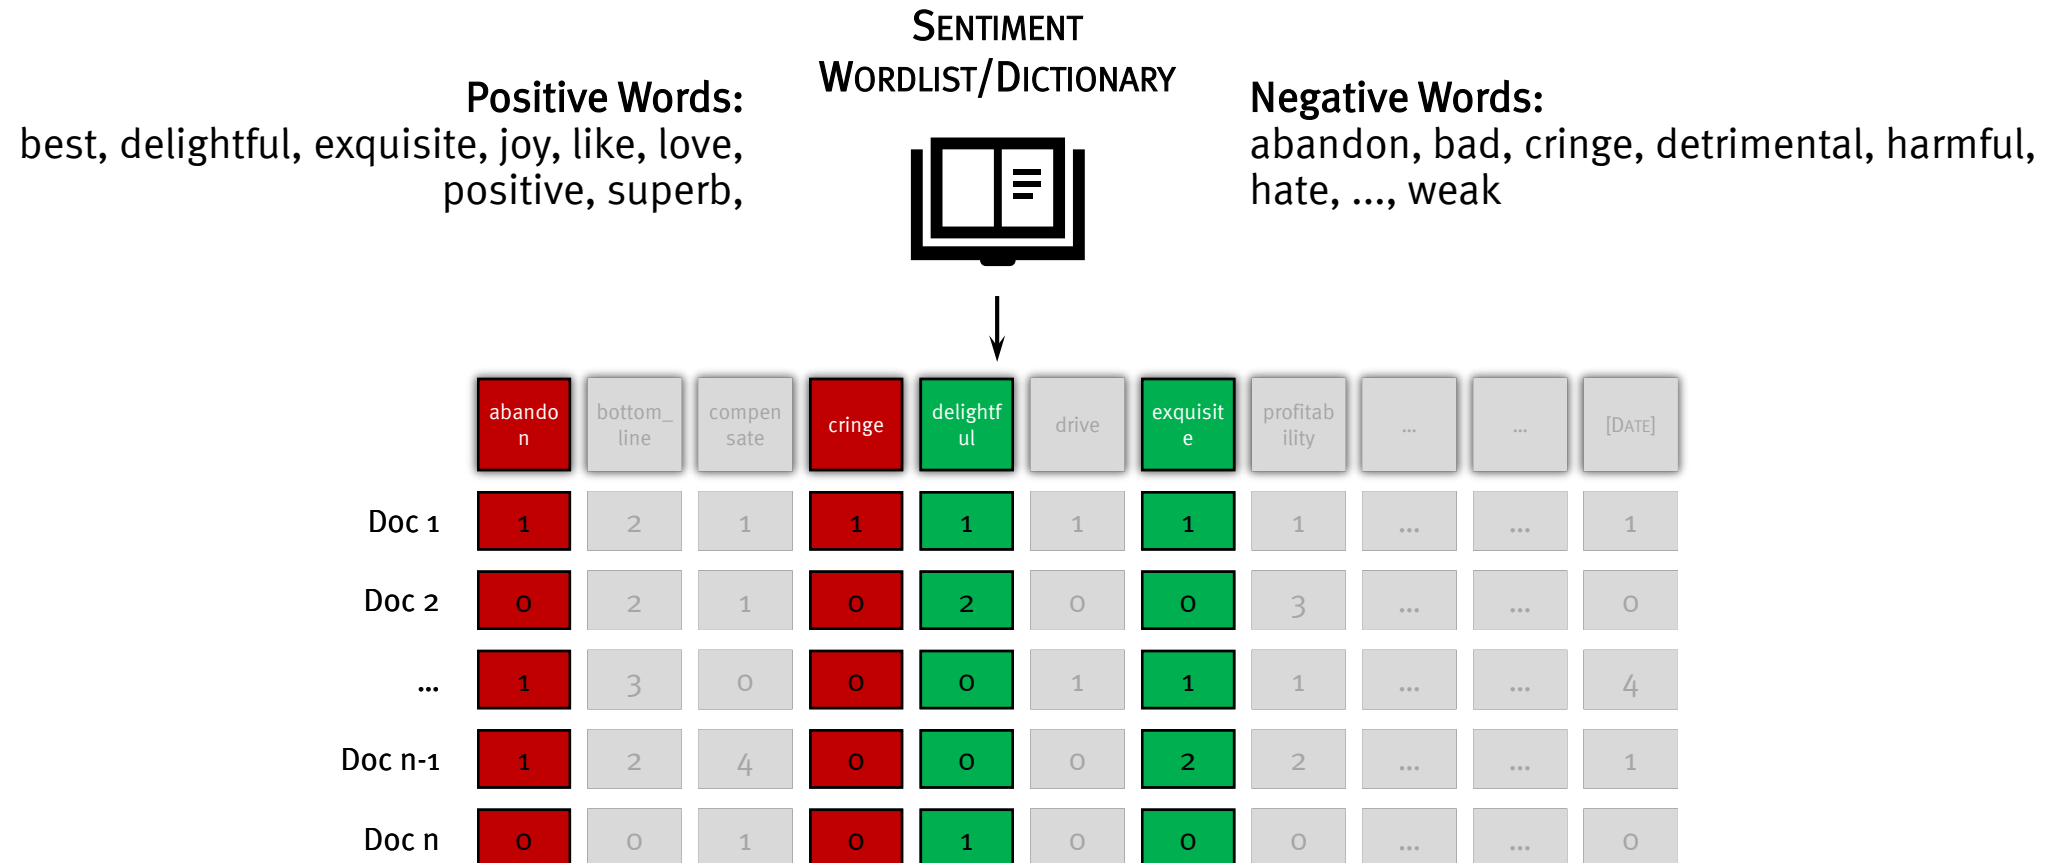 SENTIMENT
WORDLIST/DICTIONARY
Positive Words:
best, delightful, exquisite, joy, like, love,
positive, superb,
Negative Words:
abandon, bad, cringe, detrimental, harmful,
hate, ..., weak
abando
n
bottom_
line
compen
sate
cringe
delightf
ul
drive
exquisit
e
profitab
ility
...
...
[DATE]
Doc 1 1 2 1 1 1 1 1 1 ... ... 1
Doc 2 0 2 1 0 2 0 0 3 ... ... 0
... 1 3 0 0 0 1 1 1 ... ... 4
Doc n-1 1 2 4 0 0 0 2 2 ... ... 1
Doc n 0 0 1 0 1 0 0 0 ... ... 0